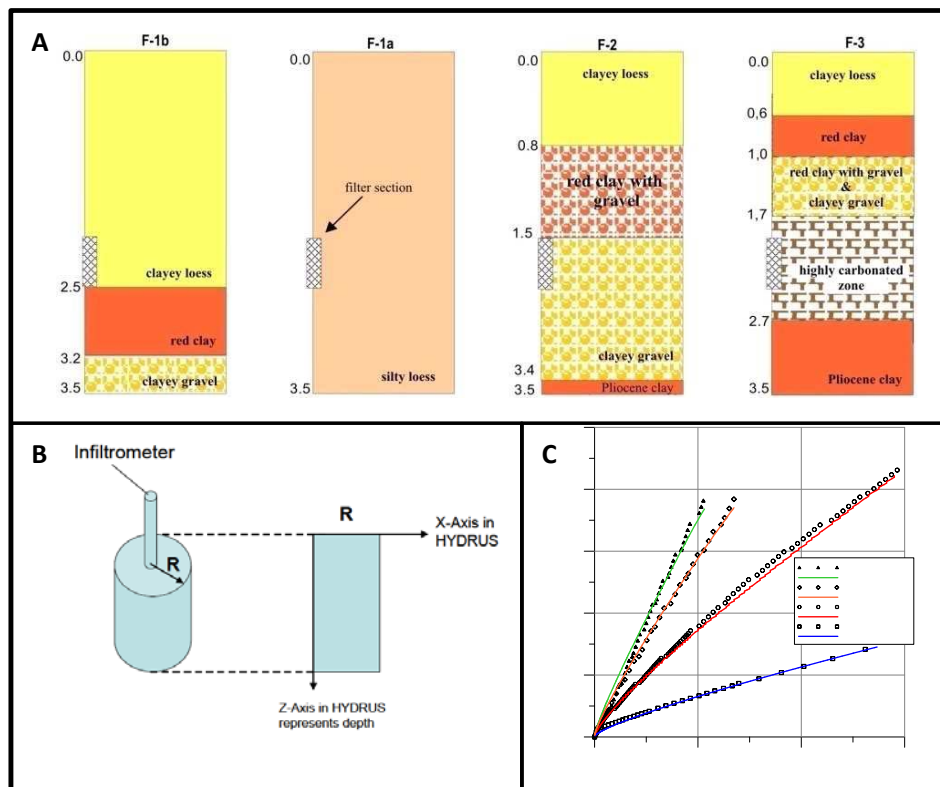 A
F-1b
0.0
clayey loess
2.5
red clay
3.2
clayey gravel
3.5
F-1a
0.0
filter section
silty loess
3.5
F-2
0.0
clayey loess
0.8
red clay with
gravel
1.5
clayey gravel
3.4
3.5
Pliocene clay
F-3
0.0
clayey loess
0,6
red clay
1,0
red clay with gravel
&
clayey gravel
1,7
highly carbonated
zone
2.7
Pliocene clay
3.5
B
Infiltrometer
R
R
X-Axis in
HYDRUS
Z-Axis in HYDRUS
represents depth
C